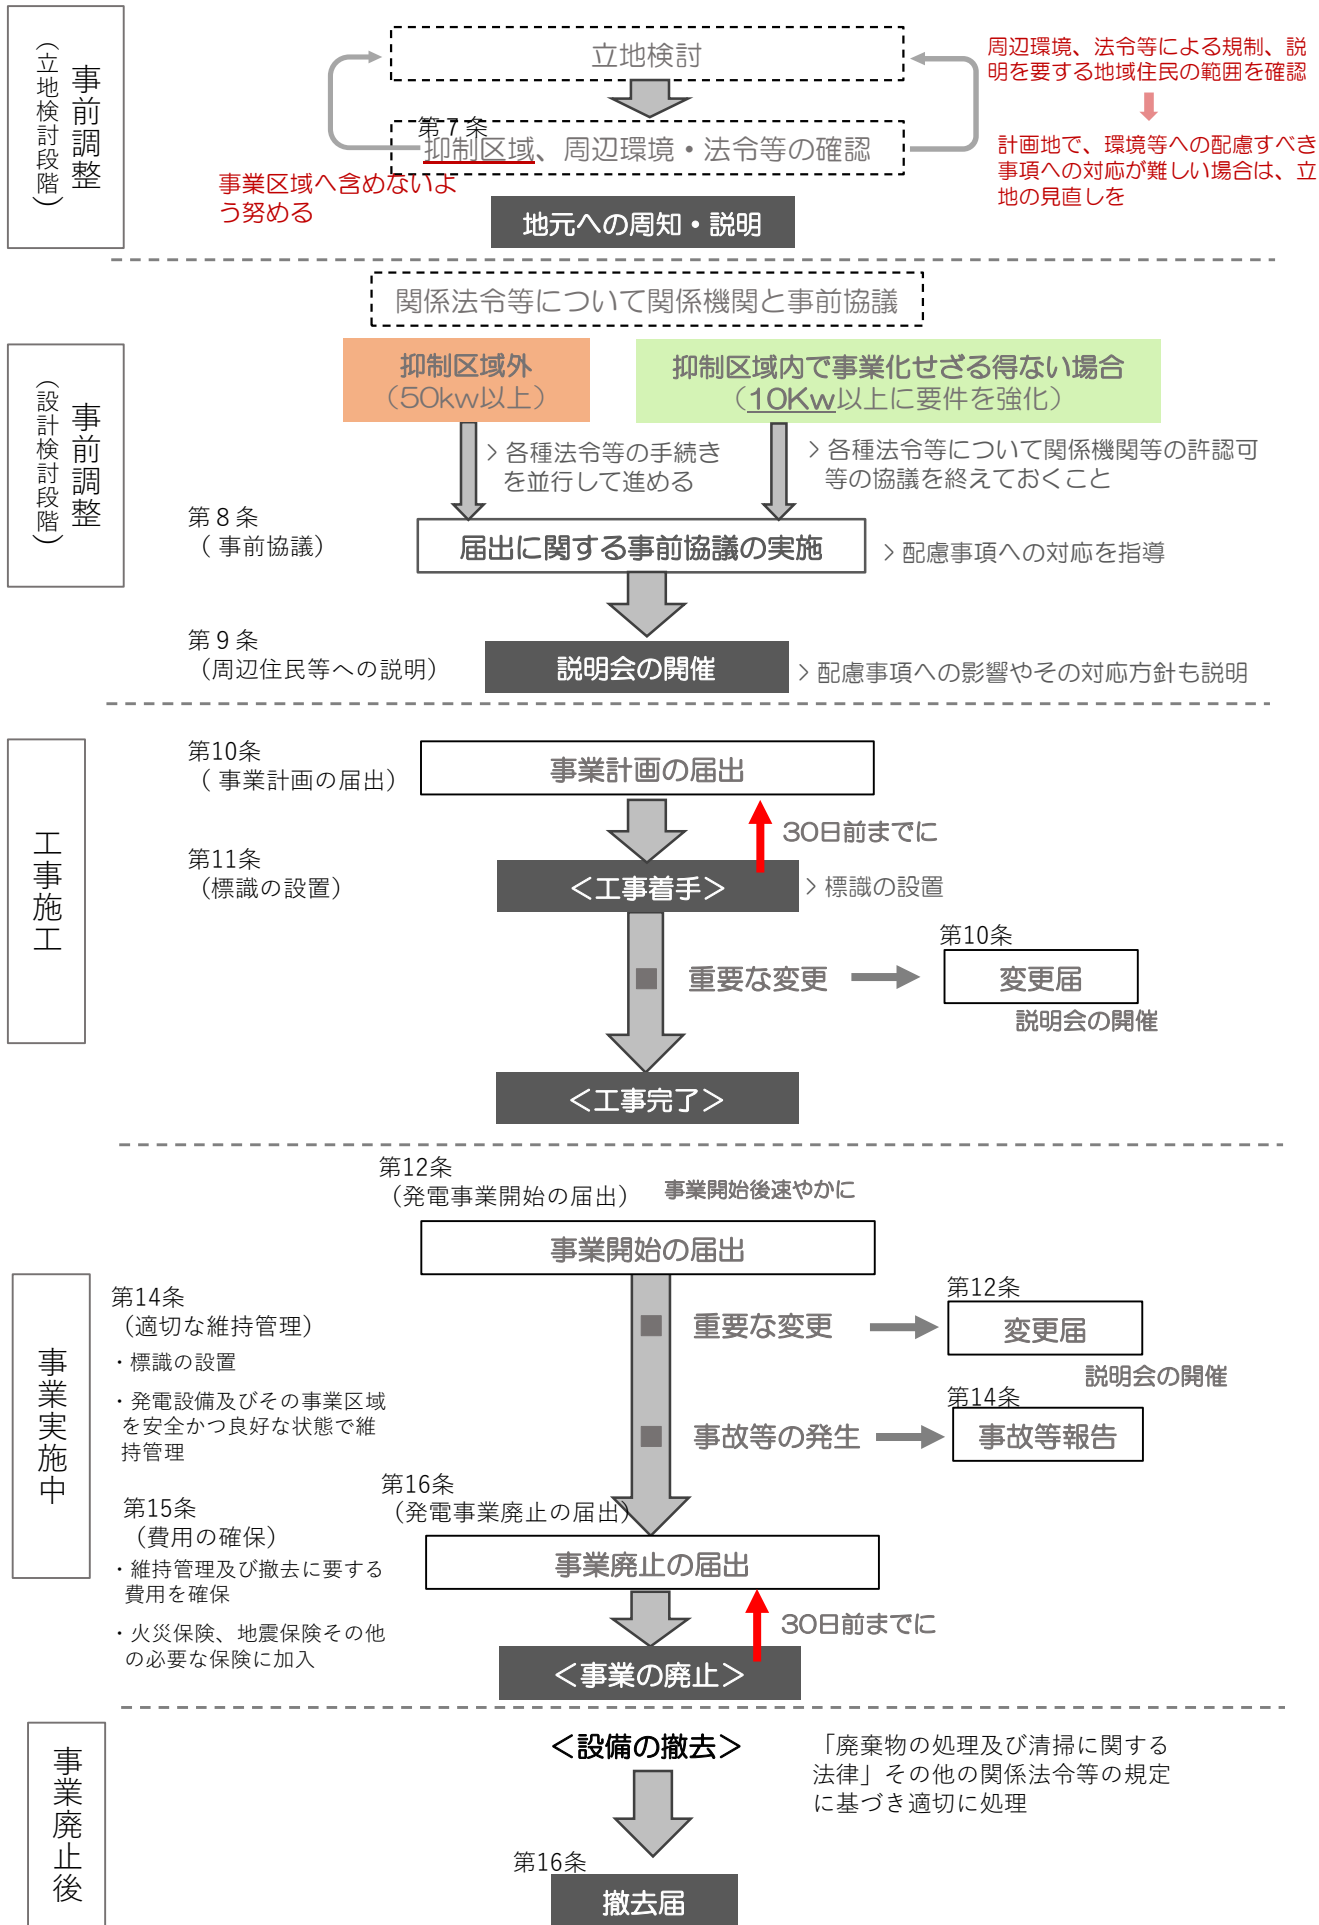 事前調整
（立地検討段階）
立地検討
周辺環境、法令等による規制、説
明を要する地域住民の範囲を確認
第７条
抑制区域、周辺環境・法令等の確認
計画地で、環境等への配慮すべき
事項への対応が難しい場合は、立
地の見直しを
事業区域へ含めないよ
う努める
地元への周知・説明
関係法令等について関係機関と事前協議
事前調整
（設計検討段階）
抑制区域外
（50kw以上）
抑制区域内で事業化せざる得ない場合
（10Kw以上に要件を強化）
＞各種法令等の手続き
を並行して進める
＞各種法令等について関係機関等の許認可
等の協議を終えておくこと
第８条
（ 事前協議）
届出に関する事前協議の実施
＞配慮事項への対応を指導
第９条
（周辺住民等への説明）
説明会の開催
＞配慮事項への影響やその対応方針も説明
工事施工
第10条
（ 事業計画の届出）
事業計画の届出
30日前までに
第11条
（標識の設置）
＜工事着手＞
＞標識の設置
■ 重要な変更
第10条
変更届
説明会の開催
＜工事完了＞
第12条
（発電事業開始の届出）
事業開始後速やかに
事業開始の届出
事業実施中
第14条
（適切な維持管理）
・標識の設置
・発電設備及びその事業区域
を安全かつ良好な状態で維
持管理
■ 重要な変更
第12条
変更届
説明会の開催
■ 事故等の発生
第14条
事故等報告
第15条
（費用の確保）
・維持管理及び撤去に要する
費用を確保
・火災保険、地震保険その他
の必要な保険に加入
第16条
（発電事業廃止の届出）
事業廃止の届出
30日前までに
＜事業の廃止＞
事業廃止後
＜設備の撤去＞
「廃棄物の処理及び清掃に関する
法律」その他の関係法令等の規定
に基づき適切に処理
第16条
撤去届